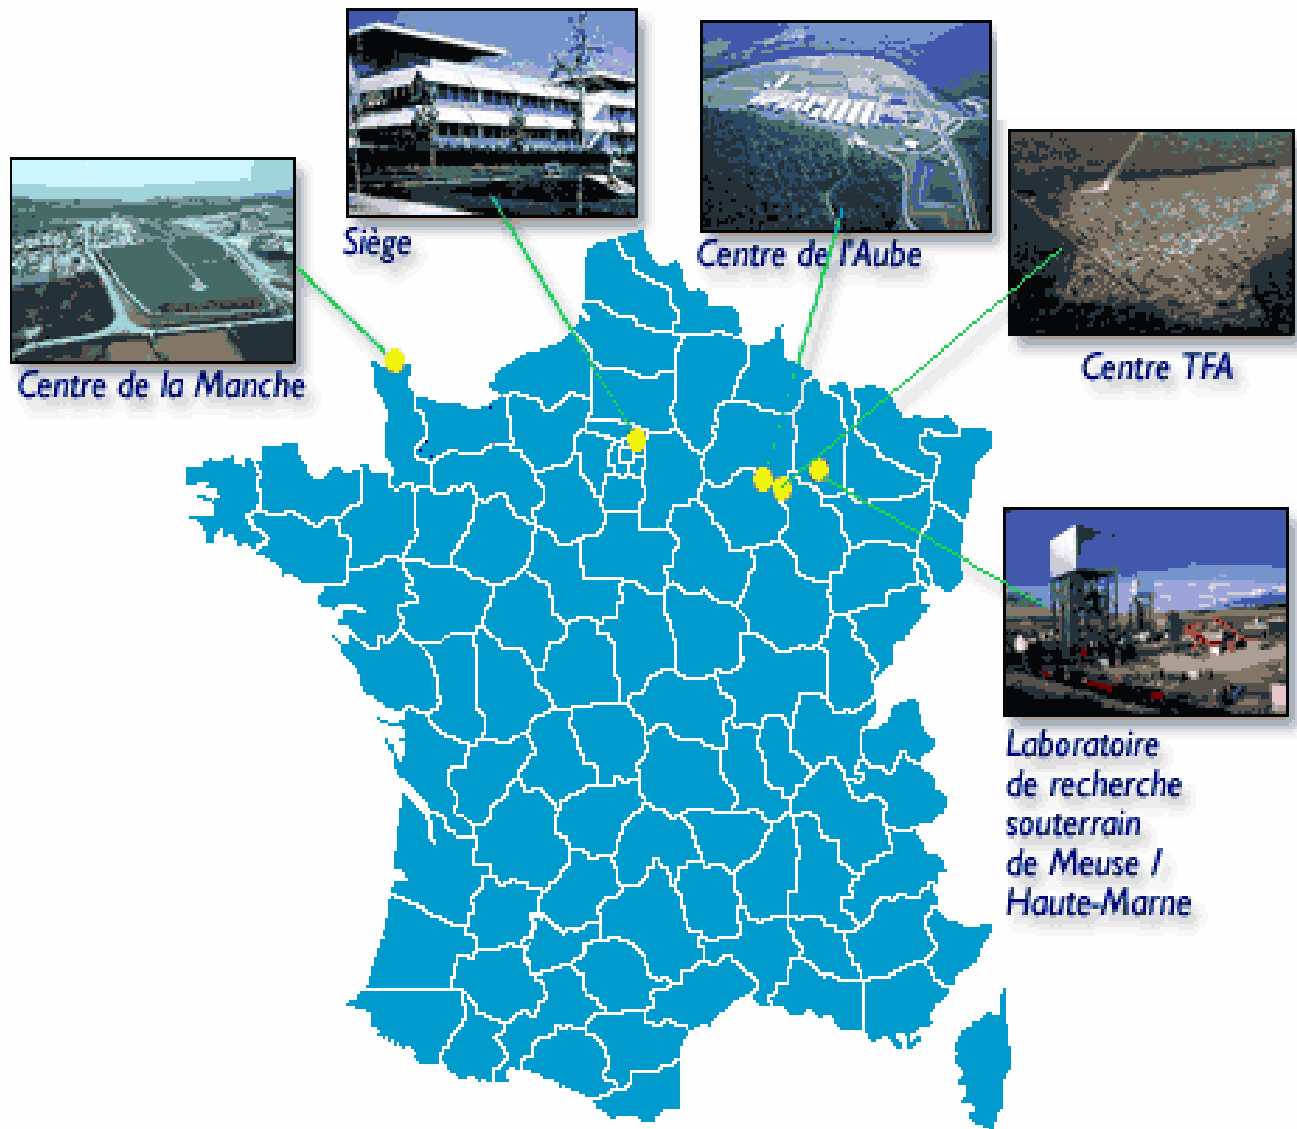 Siège
Centre de l'Aube
Centre TFA
Centre de la Manche
Laboratoire
de recherche
souterrain
de Meuse /
Haute-Marne